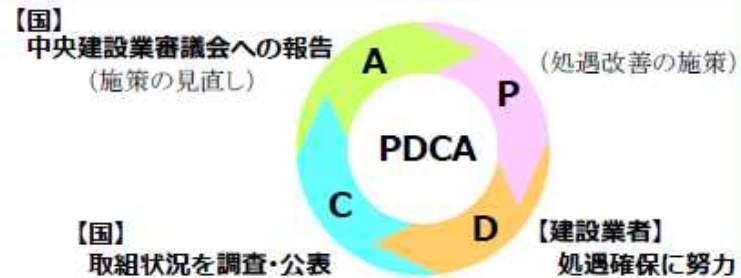 【国】
中央建設業審議会への報告
（施策の見直し）
A
P
（処遇改善の施策）
PDCA
C
D
【国】
取組状況を調査・公表
【建設業者】
処遇確保に努力